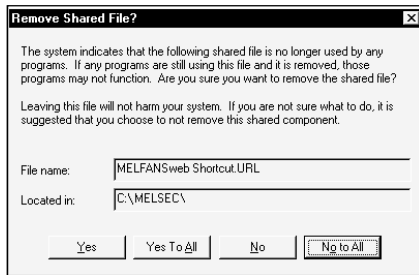 Remove Shared File?
The system indicates that the following shared file is no longer used by any
programs. If any programs are still using this file and it is removed, those
programs may not function. Are you sure you want to remove the shared file?
Leaving this file will not harm your system. If you are not sure what to do, it is
suggested that you choose to not remove this shared component.
File name: MELFANSweb Shortcut.URL
Located in: C:\MELSEC\
Yes Yes To All No No to All